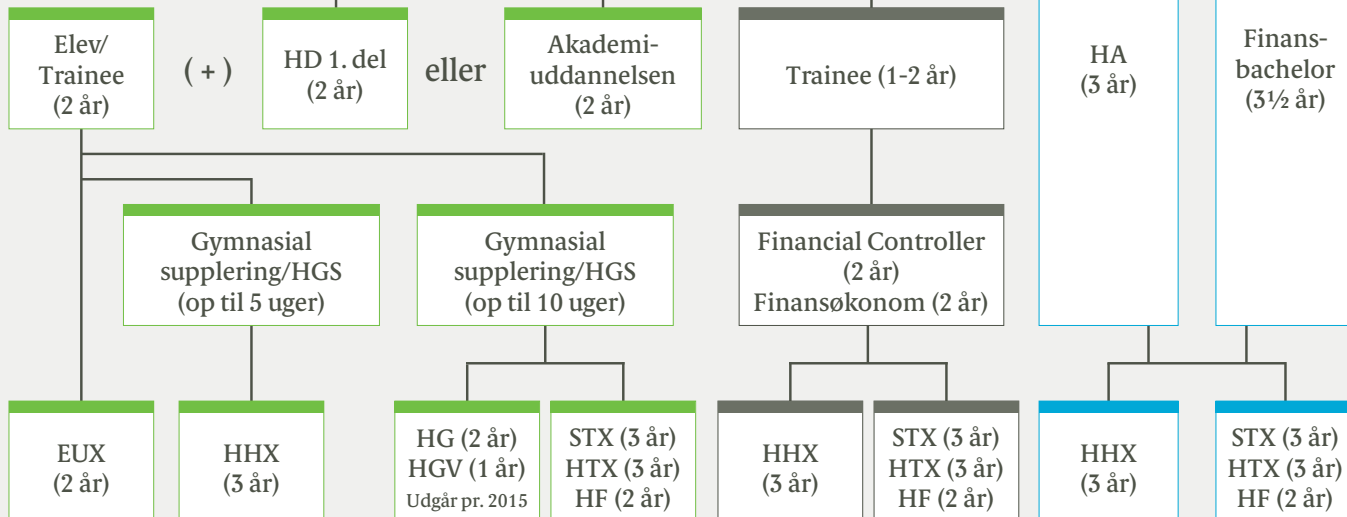 Elev/
Trainee
(2 år)
(+)
HD 1. del
(2 år)
eller
Akademi-
uddannelsen
(2 år)
Trainee (1-2 år)
HA
(3 år)
Finans-
bachelor
(3½ år)
Gymnasial
supplering/HGS
(op til 5 uger)
Gymnasial
supplering/HGS
(op til 10 uger)
Financial Controller
(2 år)
Finansøkonom (2 år)
EUX
(2 år)
HHX
(3 år)
HG (2 år)
HGV (1 år)
Udgår pr. 2015
STX (3 år)
HTX (3 år)
HF (2 år)
HHX
(3 år)
STX (3 år)
HTX (3 år)
HF (2 år)
HHX
(3 år)
STX (3 år)
HTX (3 år)
HF (2 år)